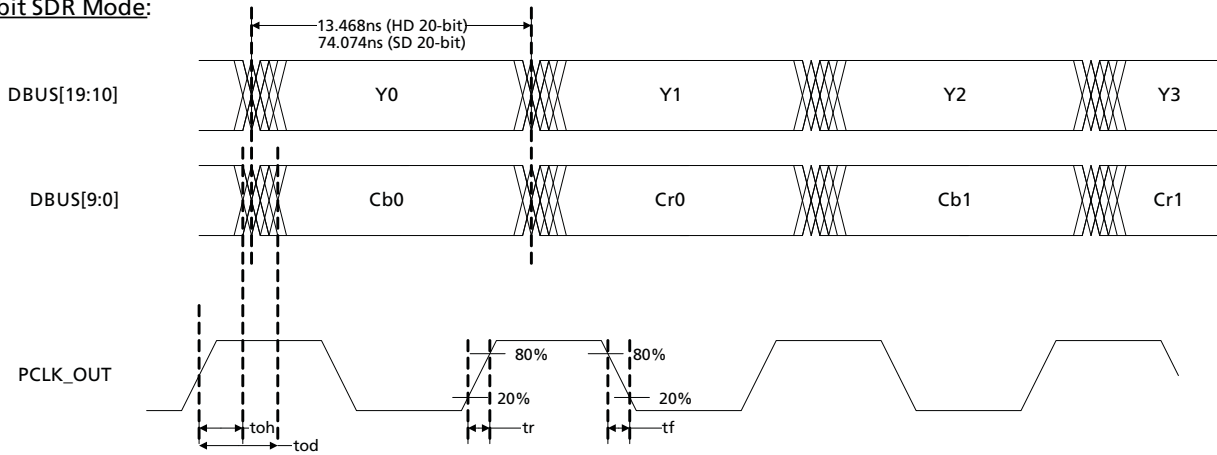 bit SDR Mode:
13.468ns (HD 20-bit)
74.074ns (SD 20-bit)
DBUS[19:10]
Y0
Y1
Y2
Y3
DBUS[9:0]
Cb0
Cr0
Cb1
Cr1
PCLK_OUT
80%
80%
20%
20%
toh
tr
tf
tod